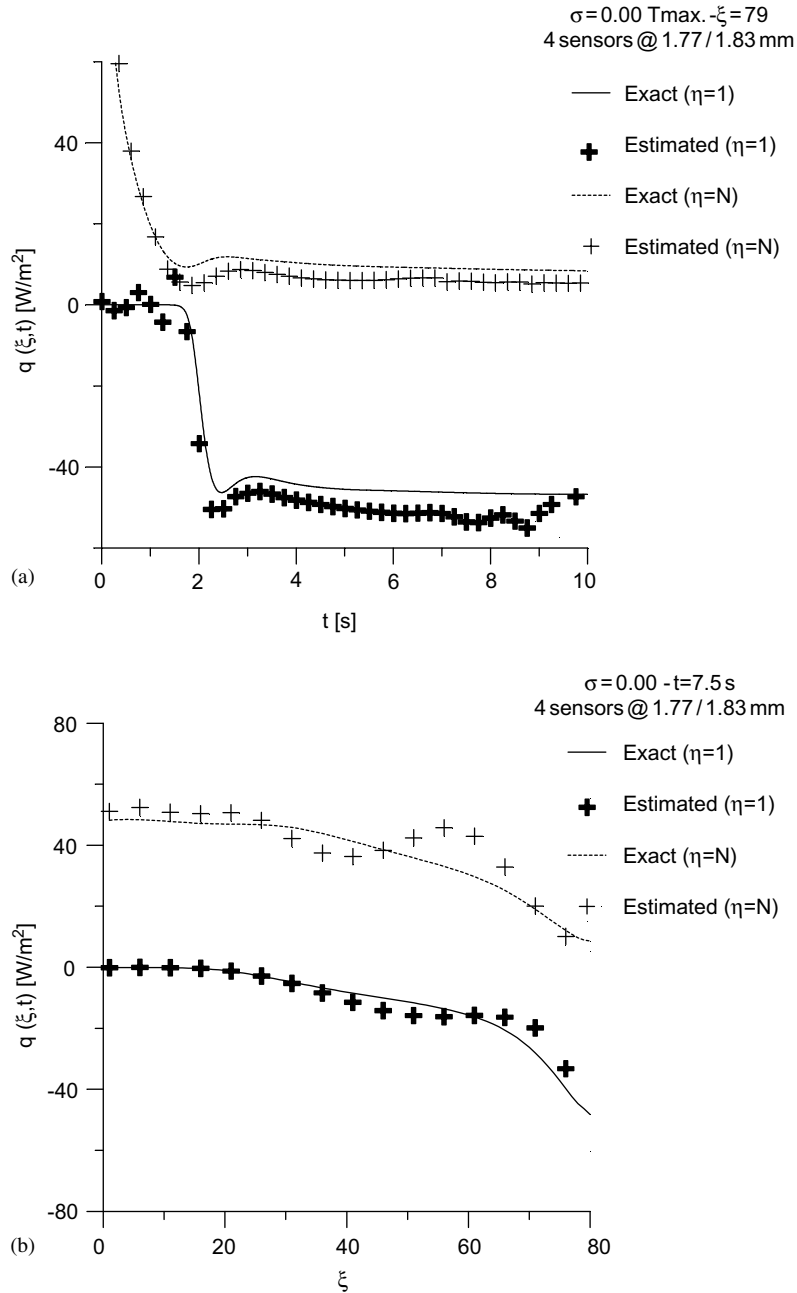 σ=0.00 Tmax.-ξ=79
4 sensors @ 1.77 / 1.83 mm
Exact (η=1)
Estimated (η=1)
Exact (η=N)
Estimated (η=N)
40
0
-40
q (ξ,t) [W/m²]
0 2 4 6 8 10
(a)
t [s]
σ=0.00 -t=7.5 s
4 sensors @ 1.77 / 1.83 mm
Exact (η=1)
Estimated (η=1)
Exact (η=N)
Estimated (η=N)
80
40
0
-40
-80
q (ξ,t) [W/m²]
0 20 40 60 80
(b)
ξ